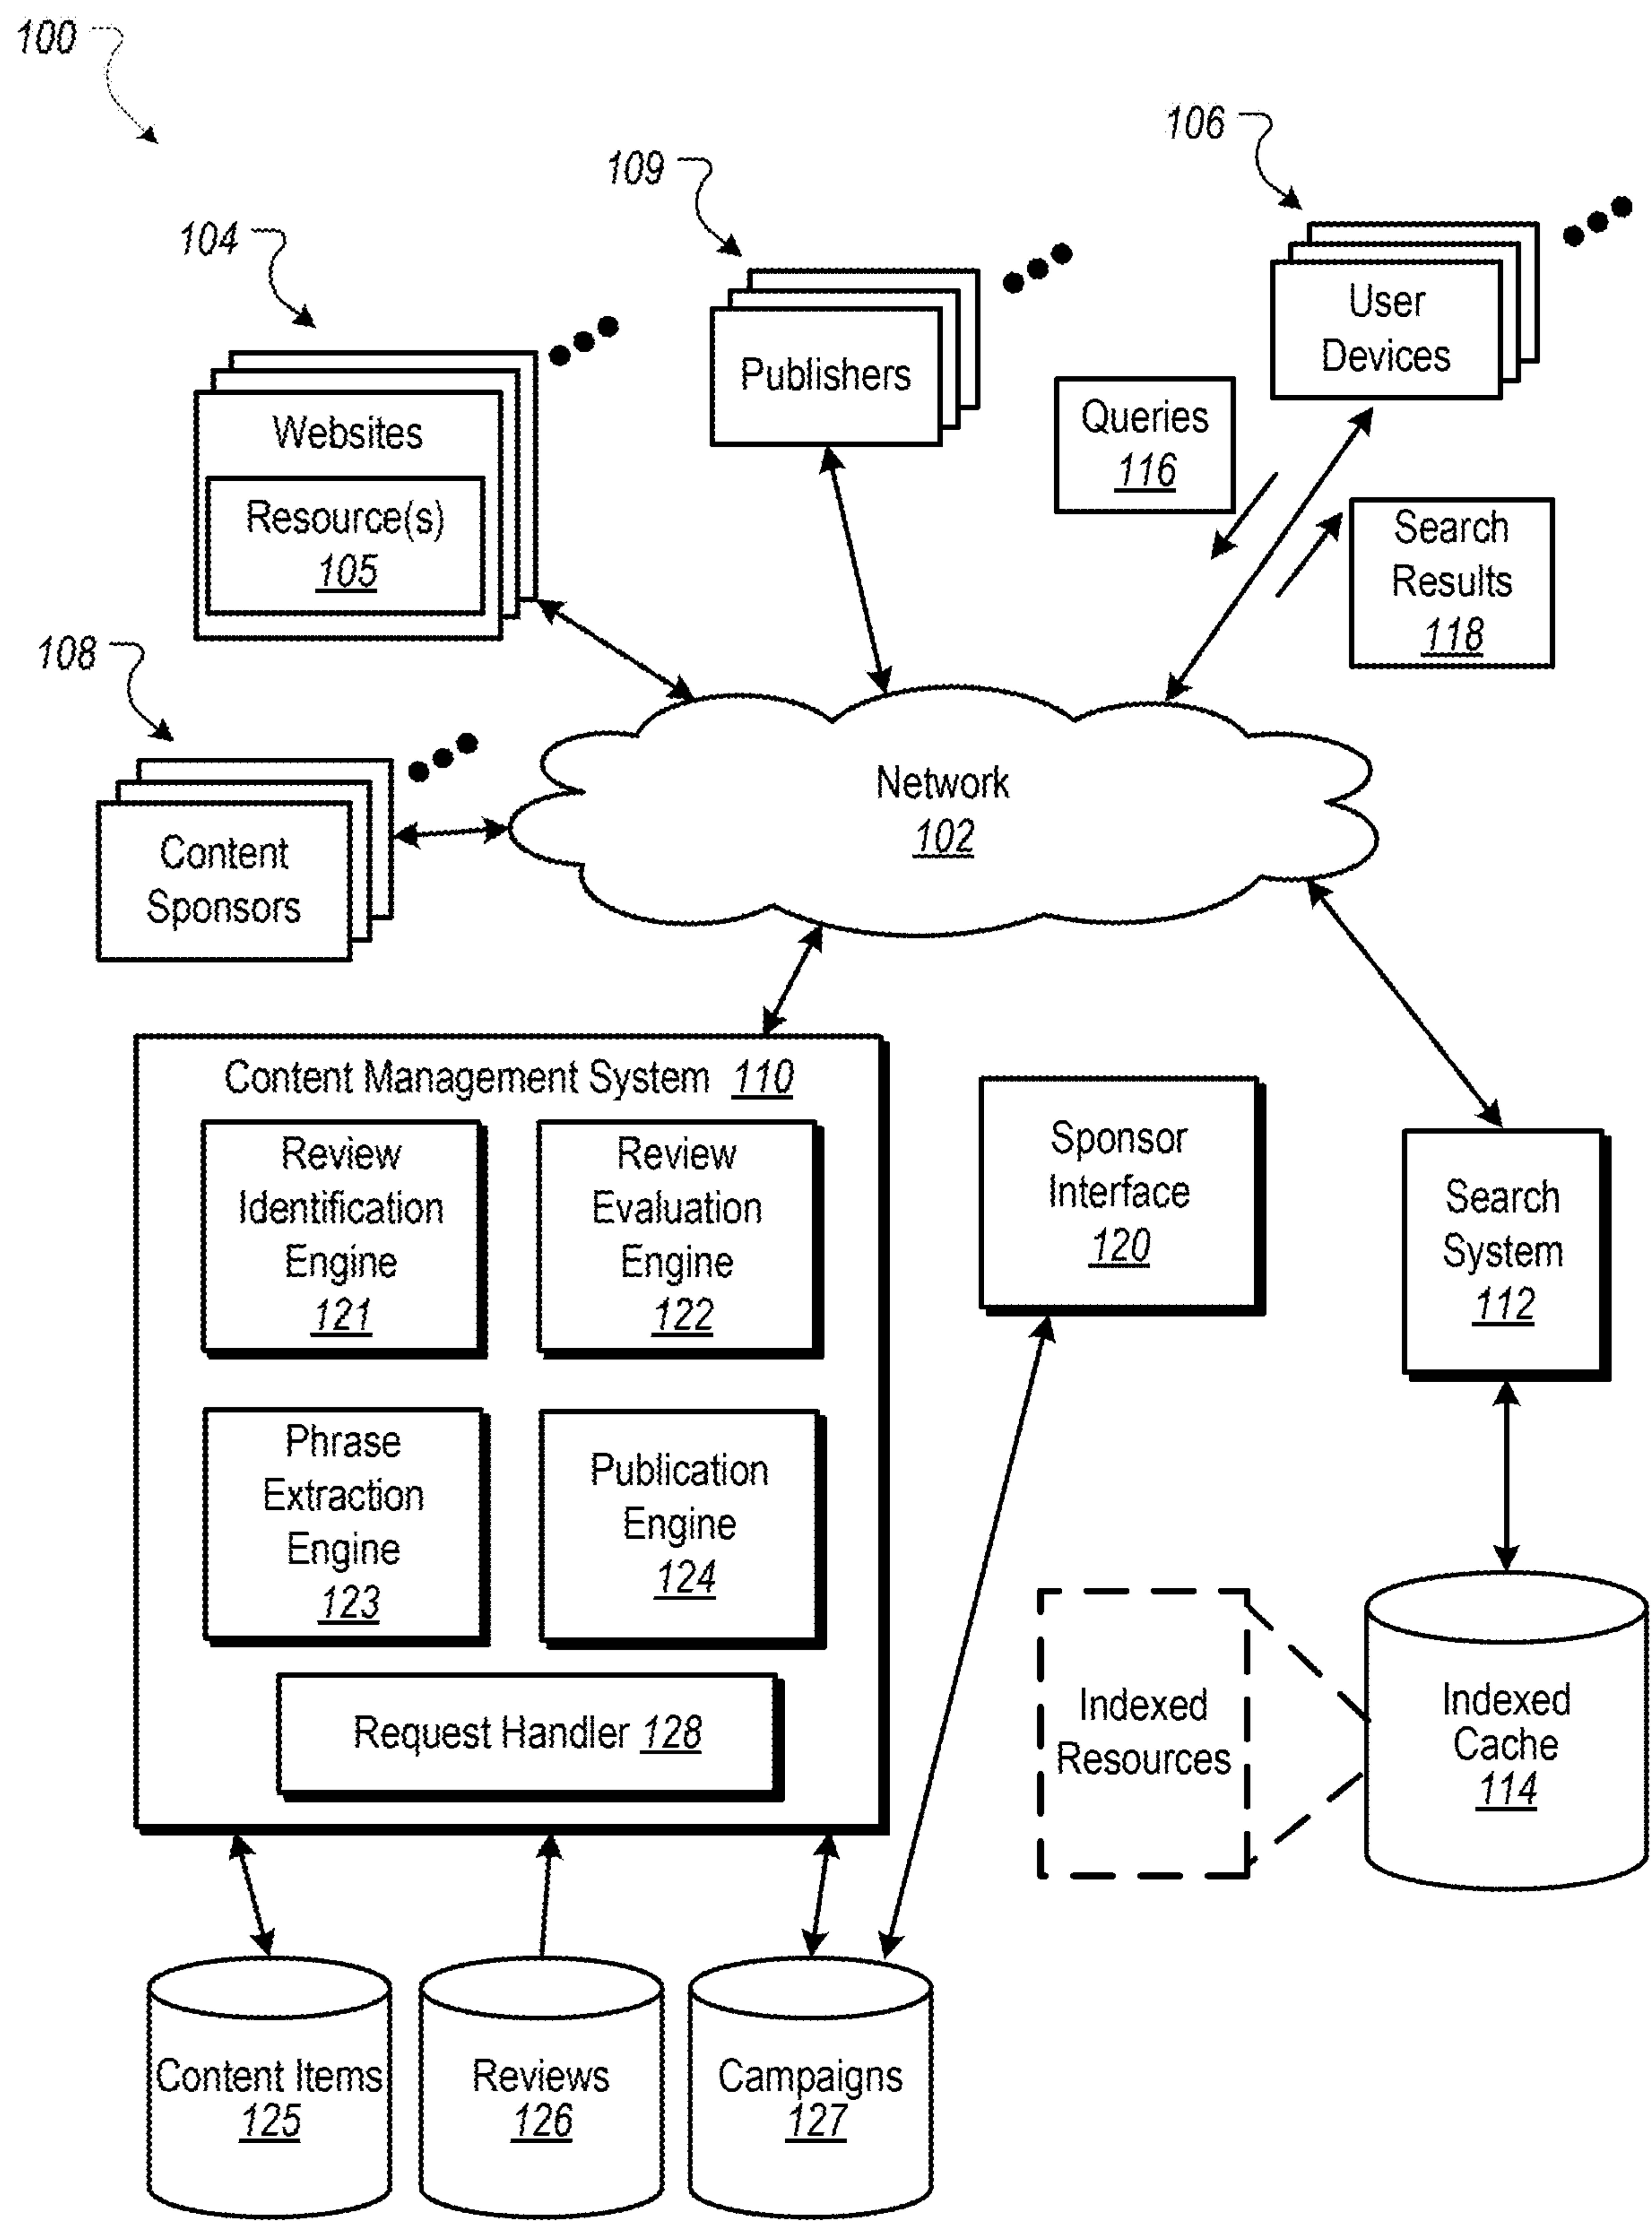 100
109
106
104
User
Devices
Publishers
Queries
116
Websites
Resource(s)
105
Search
Results
118
108
Network
102
Content
Sponsors
Content Management System 110
Review
Identification
Engine
121
Review
Evaluation
Engine
122
Sponsor
Interface
120
Search
System
112
Phrase
Extraction
Engine
123
Publication
Engine
124
Request Handler 128
Indexed
Resources
Indexed
Cache
114
Content Items
125
Reviews
126
Campaigns
127